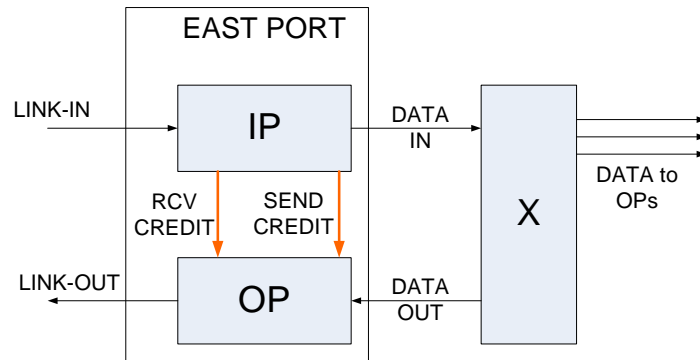 EAST PORT
LINK-IN
IP
DATA
IN
RCV
CREDIT
SEND
CREDIT
X
DATA to
OPs
LINK-OUT
OP
DATA
OUT